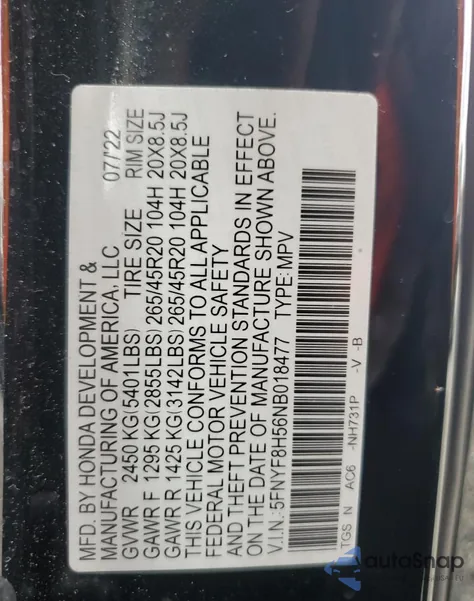 MFD. BY HONDA DEVELOPMENT &
MANUFACTURING OF AMERICA, LLC 07/22
GVWR 2450 KG(5401LBS) TIRE SIZE RIM SIZE
GAWR F 1295 KG(2855LBS) 265/45R20 104H 20X8.5J
GAWR R 1425 KG(3142LBS) 265/45R20 104H 20X8.5J
THIS VEHICLE CONFORMS TO ALL APPLICABLE
FEDERAL MOTOR VEHICLE SAFETY
AND THEFT PREVENTION STANDARDS IN EFFECT
ON THE DATE OF MANUFACTURE SHOWN ABOVE.
V.I.N.: 5FNYF8H56NB018477 TYPE: MPV
TGS N AC6 -NH731P -V -B
AutoSnap